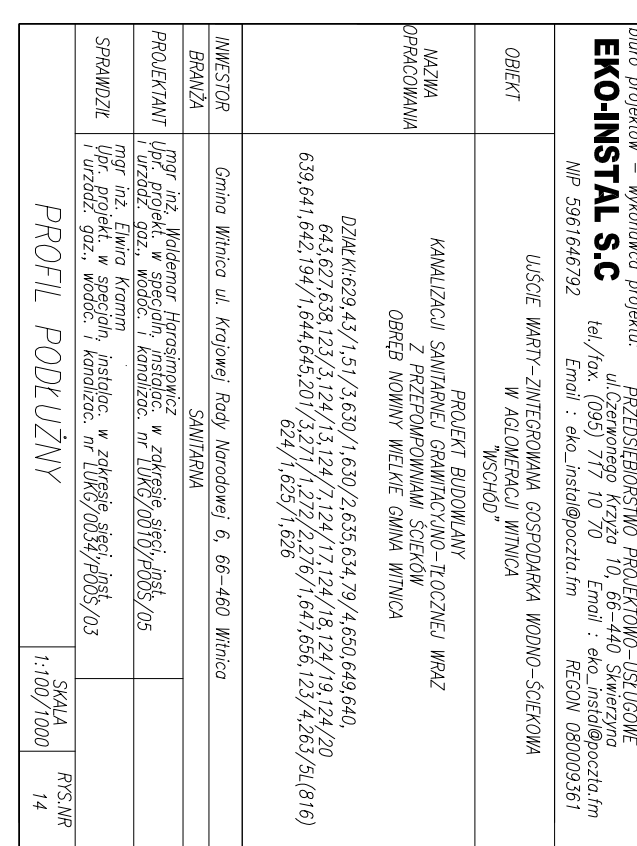 biuro projektów – wykonawca projektu:
PRZEDSIĘBIORSTWO PROJEKTOWO–USŁUGOWE
EKO-INSTAL S.C
ul.Czerwonego Krzyża 10, 66–440 Skwierzyna
tel./fax. (095) 717 10 70 Email : eko_instal@poczta.fm
NIP 5961646792 Email : eko_instal@poczta.fm REGON 080009361
OBIEKT
UJŚCIE WARTY–ZINTEGROWANA GOSPODARKA WODNO–ŚCIEKOWA
W AGLOMERACJI WITNICA
"WSCHÓD"
NAZWA
OPRACOWANIA
PROJEKT BUDOWLANY
KANALIZACJI SANITARNEJ GRAWITACYJNO–TŁOCZNEJ WRAZ
Z PRZEPOMPOWNIAMI ŚCIEKÓW
OBRĘB NOWINY WIELKIE GMINA WITNICA
DZIAŁKI:629,43/1,51/3,630/1,630/2,635,634,79/4,650,649,640,
643,627,638,123/3,124/13,124/7,124/17,124/18,124/19,124/20
639,641,642,194/1,644,645,201/3,271/1,272/2,276/1,647,656,123/4,263/5L(816)
624/1,625/1,626
INWESTOR
Gmina Witnica ul. Krajowej Rady Narodowej 6, 66–460 Witnica
BRANŻA
SANITARNA
PROJEKTANT
mgr inż. Waldemar Harasimowicz
Upr. projekt. w specjaln. instalac. w zakresie sieci, inst.
i urządz. gaz., wodoc. i kanalizac. nr LUKG/0010/POOS/05
SPRAWDZIŁ
mgr inż. Elwira Kramm
Upr. projekt. w specjaln. instalac. w zakresie sieci, inst.
i urządz. gaz., wodoc. i kanalizac. nr LUKG/0034/POOS/03
PROFIL PODŁUŻNY
SKALA
1:100/1000
RYS.NR
14